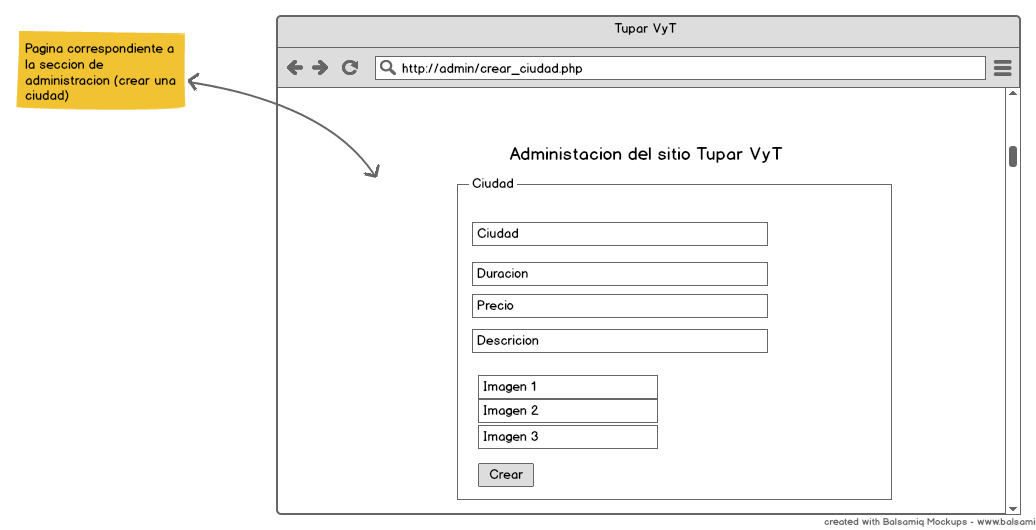 Tupar VyT
Pagina correspondiente a
la seccion de
administracion (crear una
ciudad)
http://admin/crear_ciudad.php
Administacion del sitio Tupar VyT
Ciudad
Ciudad
Duracion
Precio
Descricion
Imagen 1
Imagen 2
Imagen 3
Crear
created with Balsamiq Mockups - www.balsami